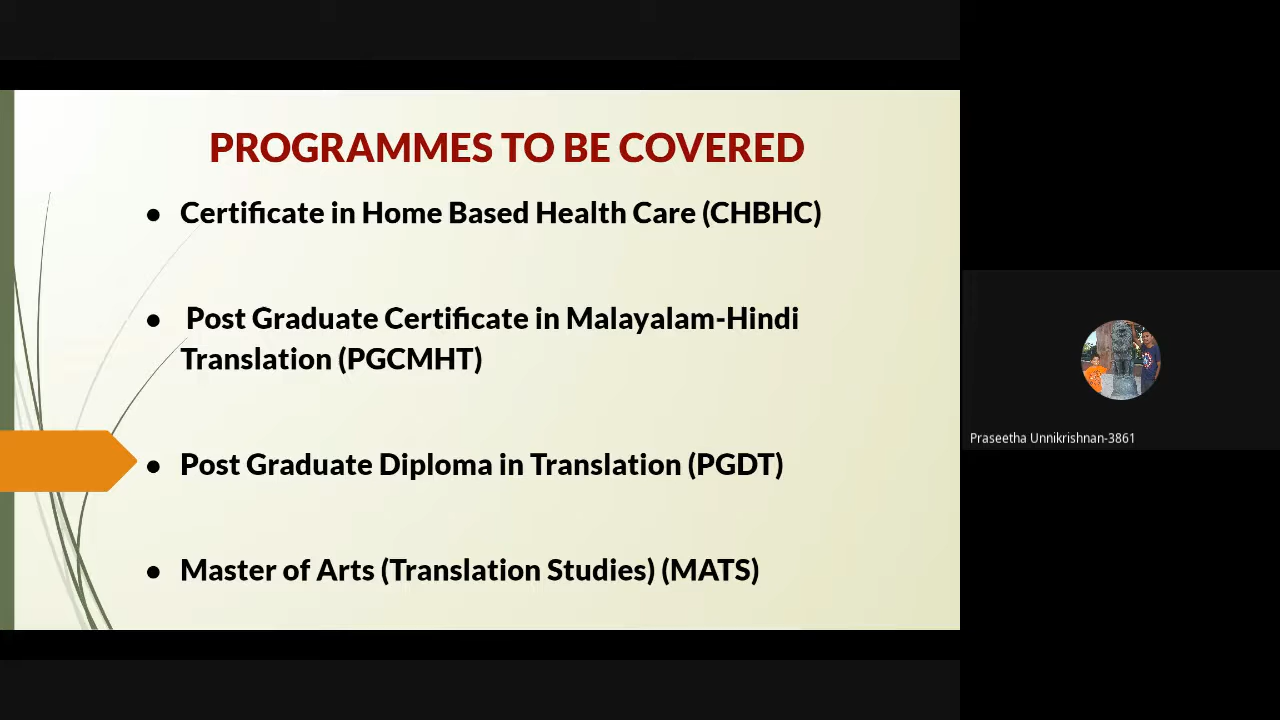 PROGRAMMES TO BE COVERED
● Certificate in Home Based Health Care (CHBHC)
● Post Graduate Certificate in Malayalam-Hindi
Translation (PGCMHT)
● Post Graduate Diploma in Translation (PGDT)
● Master of Arts (Translation Studies) (MATS)
Praseetha Unnikrishnan-3861